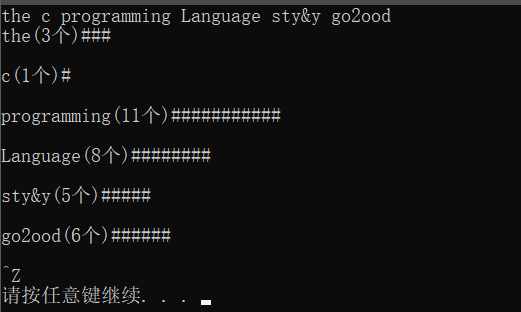 the c programming Language sty&y go2ood
the(3个)###
c(1个)#
programming(11个)###########
Language(8个)########
sty&y(5个)#####
go2ood(6个)######
^Z
请按任意键继续. . .